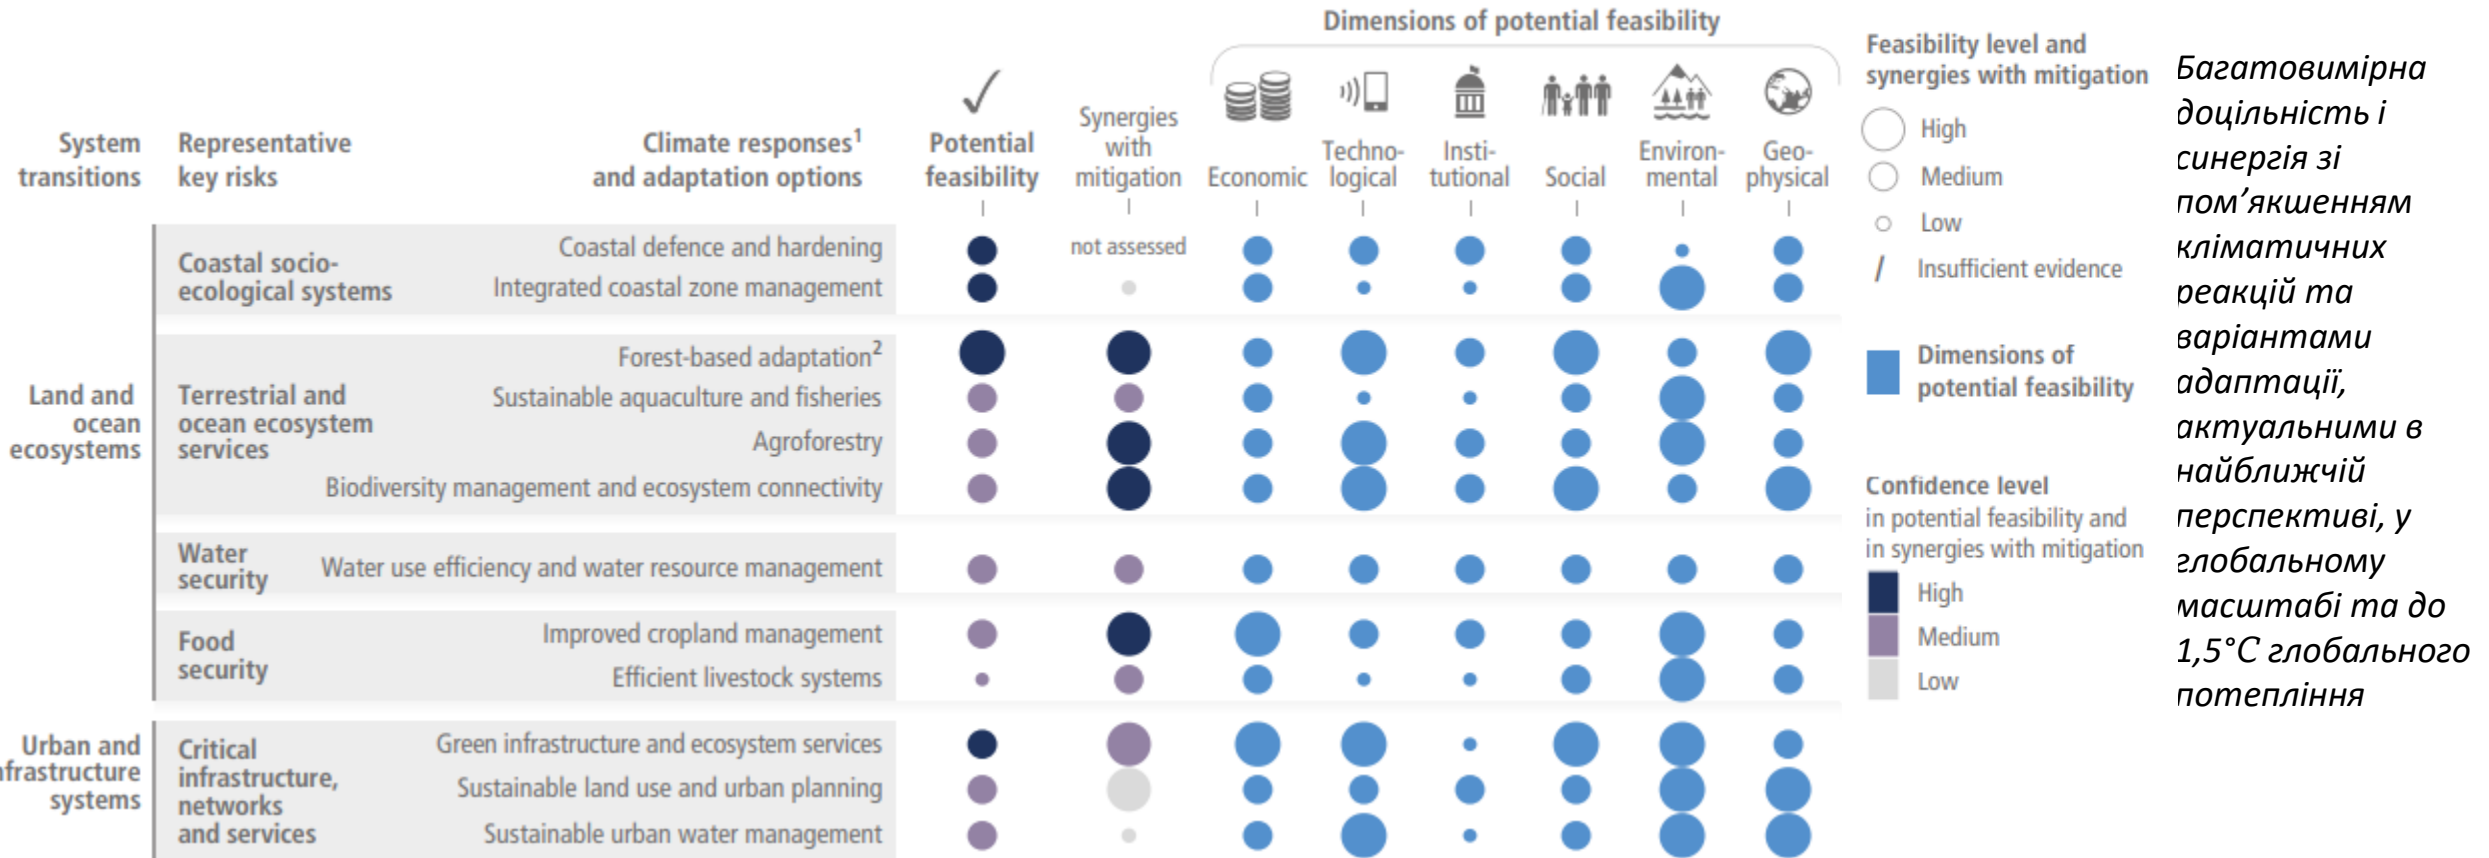 Dimensions of potential feasibility
System
transitions
Representative
key risks
Climate responses1
and adaptation options
Potential
feasibility
Synergies
with
mitigation
Economic
Techno-
logical
Insti-
tutional
Social
Environ-
mental
Geo-
physical
Land and
ocean
ecosystems
Coastal socio-
ecological systems
Coastal defence and hardening
not assessed
Integrated coastal zone management
Terrestrial and
ocean ecosystem
services
Forest-based adaptation2
Sustainable aquaculture and fisheries
Agroforestry
Biodiversity management and ecosystem connectivity
Water
security
Water use efficiency and water resource management
Food
security
Improved cropland management
Efficient livestock systems
Urban and
nfrastructure
systems
Critical
infrastructure,
networks
and services
Green infrastructure and ecosystem services
Sustainable land use and urban planning
Sustainable urban water management
Feasibility level and
synergies with mitigation
High
Medium
Low
/ Insufficient evidence
Dimensions of
potential feasibility
Confidence level
in potential feasibility and
in synergies with mitigation
High
Medium
Low
Багатовимірна
доцільність і
синергія зі
пом’якшенням
кліматичних
реакцій та
варіантами
адаптації,
актуальними в
найближчій
перспективі, у
глобальному
масштабі та до
1,5°C глобального
потепління